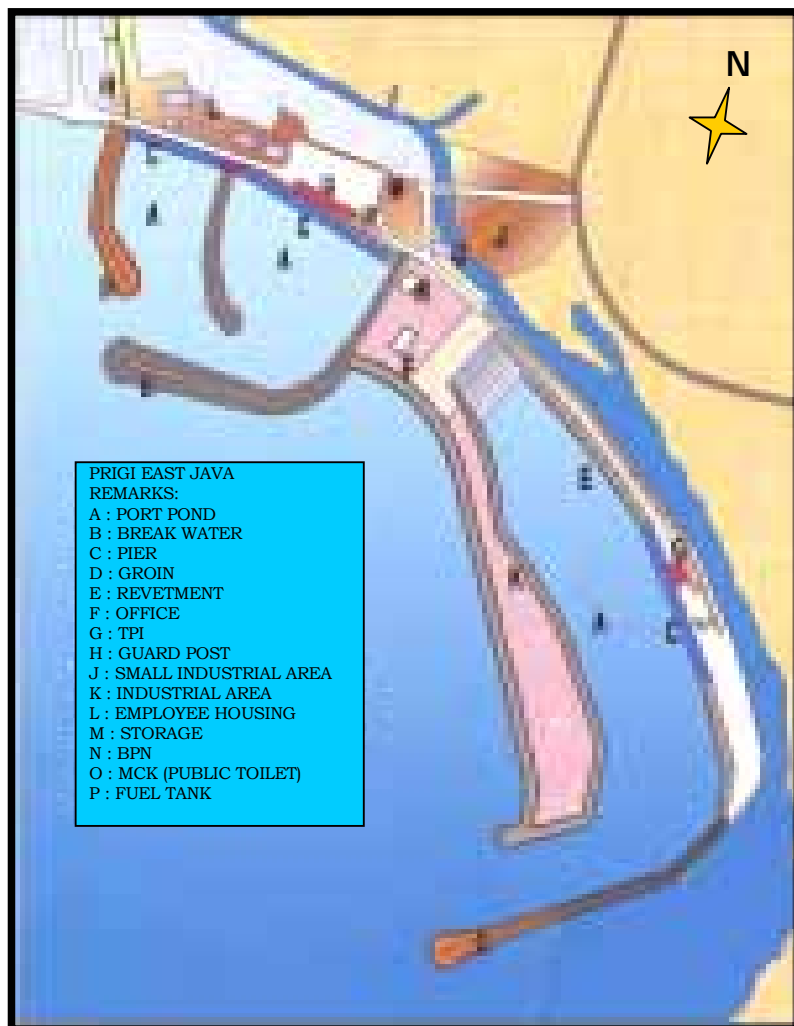 N
PRIGI EAST JAVA
REMARKS:
A : PORT POND
B : BREAK WATER
C : PIER
D : GROIN
E : REVETMENT
F : OFFICE
G : TPI
H : GUARD POST
J : SMALL INDUSTRIAL AREA
K : INDUSTRIAL AREA
L : EMPLOYEE HOUSING
M : STORAGE
N : BPN
O : MCK (PUBLIC TOILET)
P : FUEL TANK